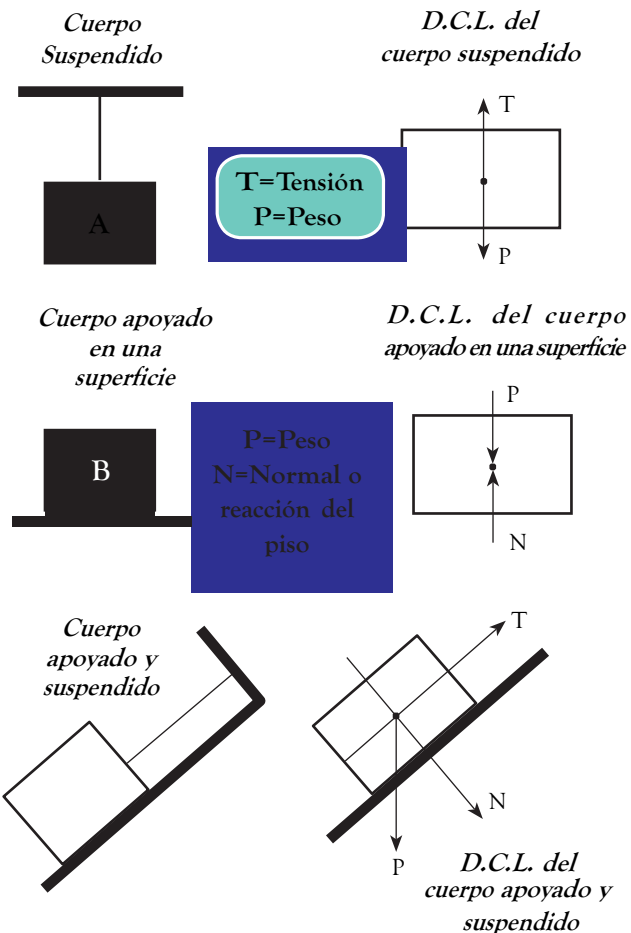 Cuerpo
Suspendido
D.C.L. del
cuerpo suspendido
A
T=Tensión
P=Peso
T
P
Cuerpo apoyado
en una
superficie
D.C.L. del cuerpo
apoyado en una superficie
B
P=Peso
N=Normal o
reacción del
piso
P
N
Cuerpo
apoyado y
suspendido
T
N
P
D.C.L. del
cuerpo apoyado y
suspendido